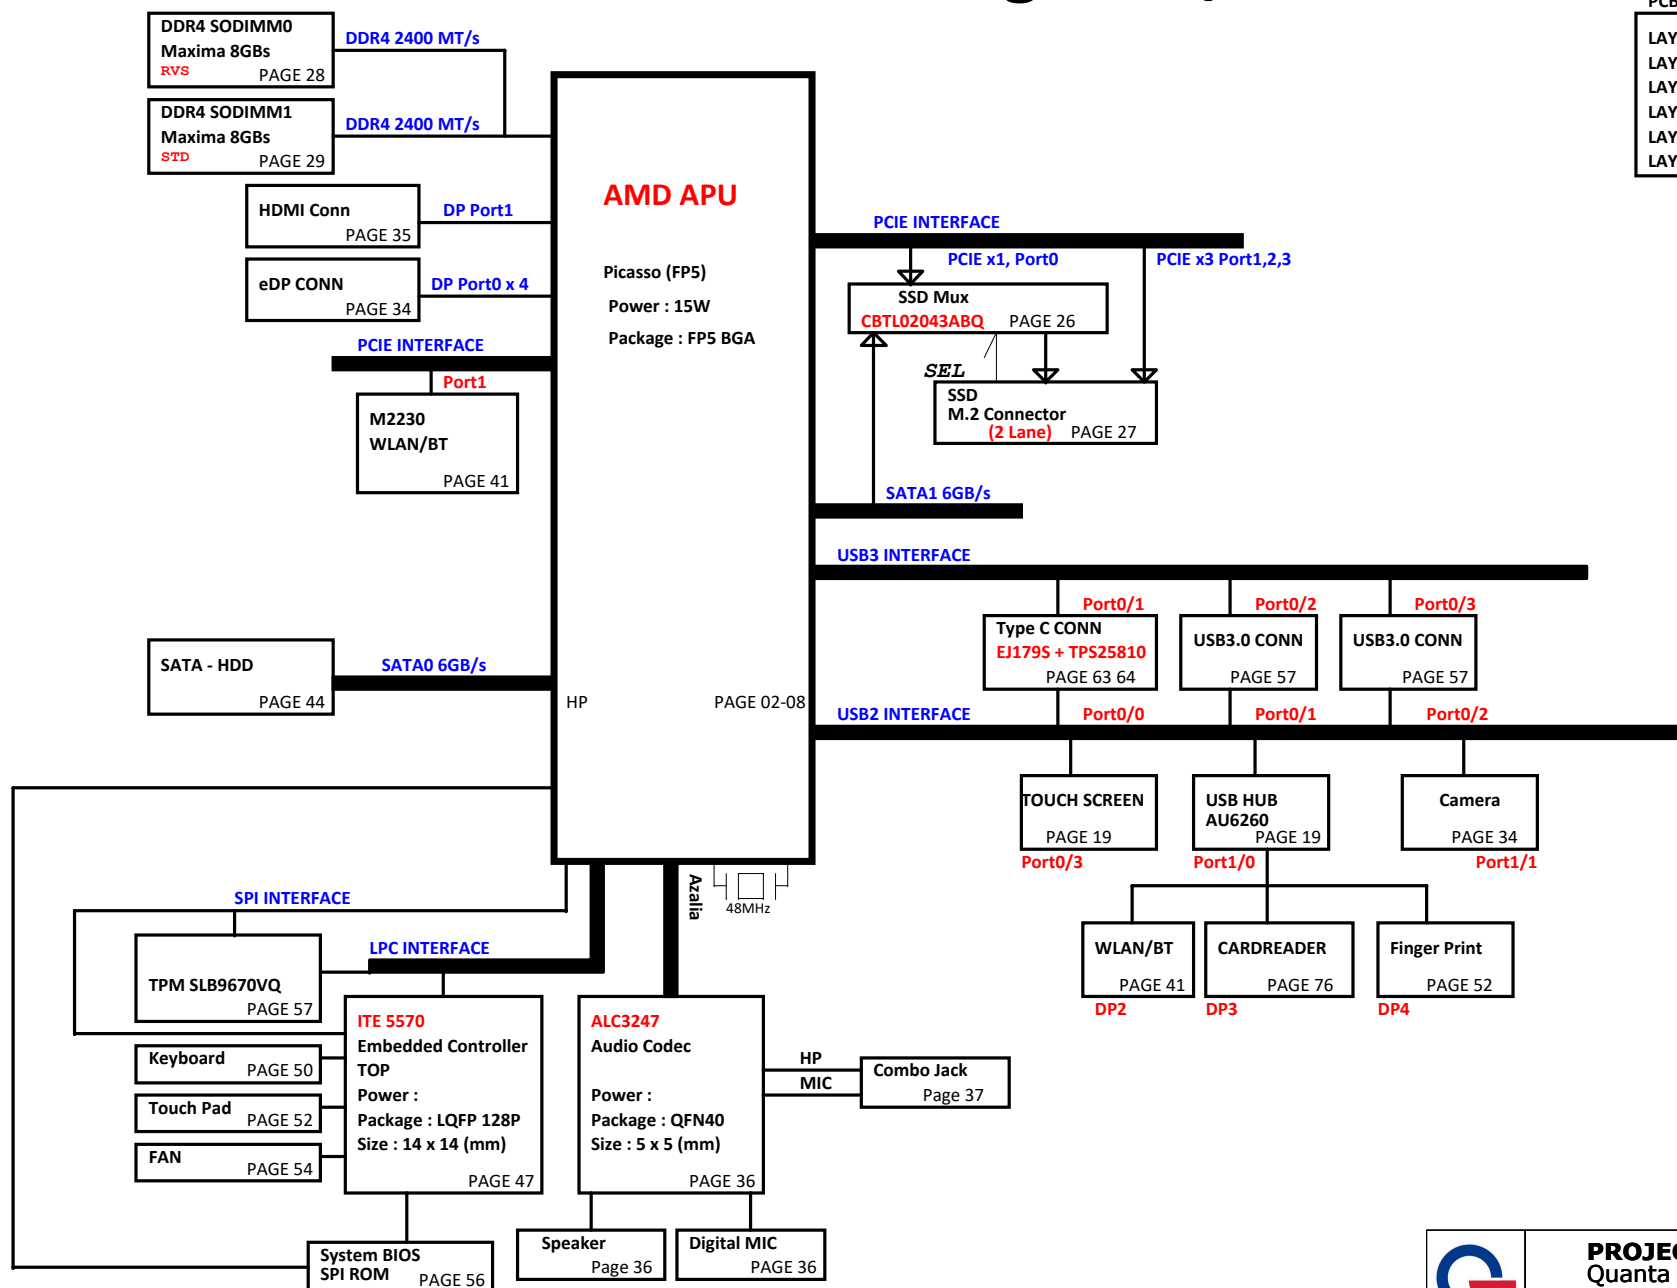 DDR4 SODIMM0
Maxima 8GBs
RVS
PAGE 28
DDR4 2400 MT/s
DDR4 SODIMM1
Maxima 8GBs
STD
PAGE 29
DDR4 2400 MT/s
HDMI Conn
PAGE 35
DP Port1
eDP CONN
PAGE 34
DP Port0 x 4
PCIE INTERFACE
Port1
M2230
WLAN/BT
PAGE 41
SATA - HDD
PAGE 44
SATA0 6GB/s
AMD APU
Picasso (FP5)
Power : 15W
Package : FP5 BGA
HP
PAGE 02-08
PCIE INTERFACE
PCIE x1, Port0
PCIE x3 Port1,2,3
SSD Mux
CBTL02043ABQ
PAGE 26
SEL
SSD
M.2 Connector
(2 Lane)
PAGE 27
SATA1 6GB/s
USB3 INTERFACE
Port0/1
Port0/2
Port0/3
Type C CONN
EJ179S + TPS25810
PAGE 63 64
USB3.0 CONN
PAGE 57
USB3.0 CONN
PAGE 57
USB2 INTERFACE
Port0/0
Port0/1
Port0/2
TOUCH SCREEN
PAGE 19
Port0/3
USB HUB
AU6260
PAGE 19
Port1/0
Camera
PAGE 34
Port1/1
WLAN/BT
PAGE 41
DP2
CARDREADER
PAGE 76
DP3
Finger Print
PAGE 52
DP4
SPI INTERFACE
LPC INTERFACE
Azalia
48MHz
TPM SLB9670VQ
PAGE 57
Keyboard
PAGE 50
Touch Pad
PAGE 52
FAN
PAGE 54
ITE 5570
Embedded Controller
TOP
Power :
Package : LQFP 128P
Size : 14 x 14 (mm)
PAGE 47
ALC3247
Audio Codec
Power :
Package : QFN40
Size : 5 x 5 (mm)
PAGE 36
HP
MIC
Combo Jack
Page 37
System BIOS
SPI ROM
PAGE 56
Speaker
Page 36
Digital MIC
PAGE 36
PCB
LAY
LAY
LAY
LAY
LAY
LAY
PROJEC
Quanta